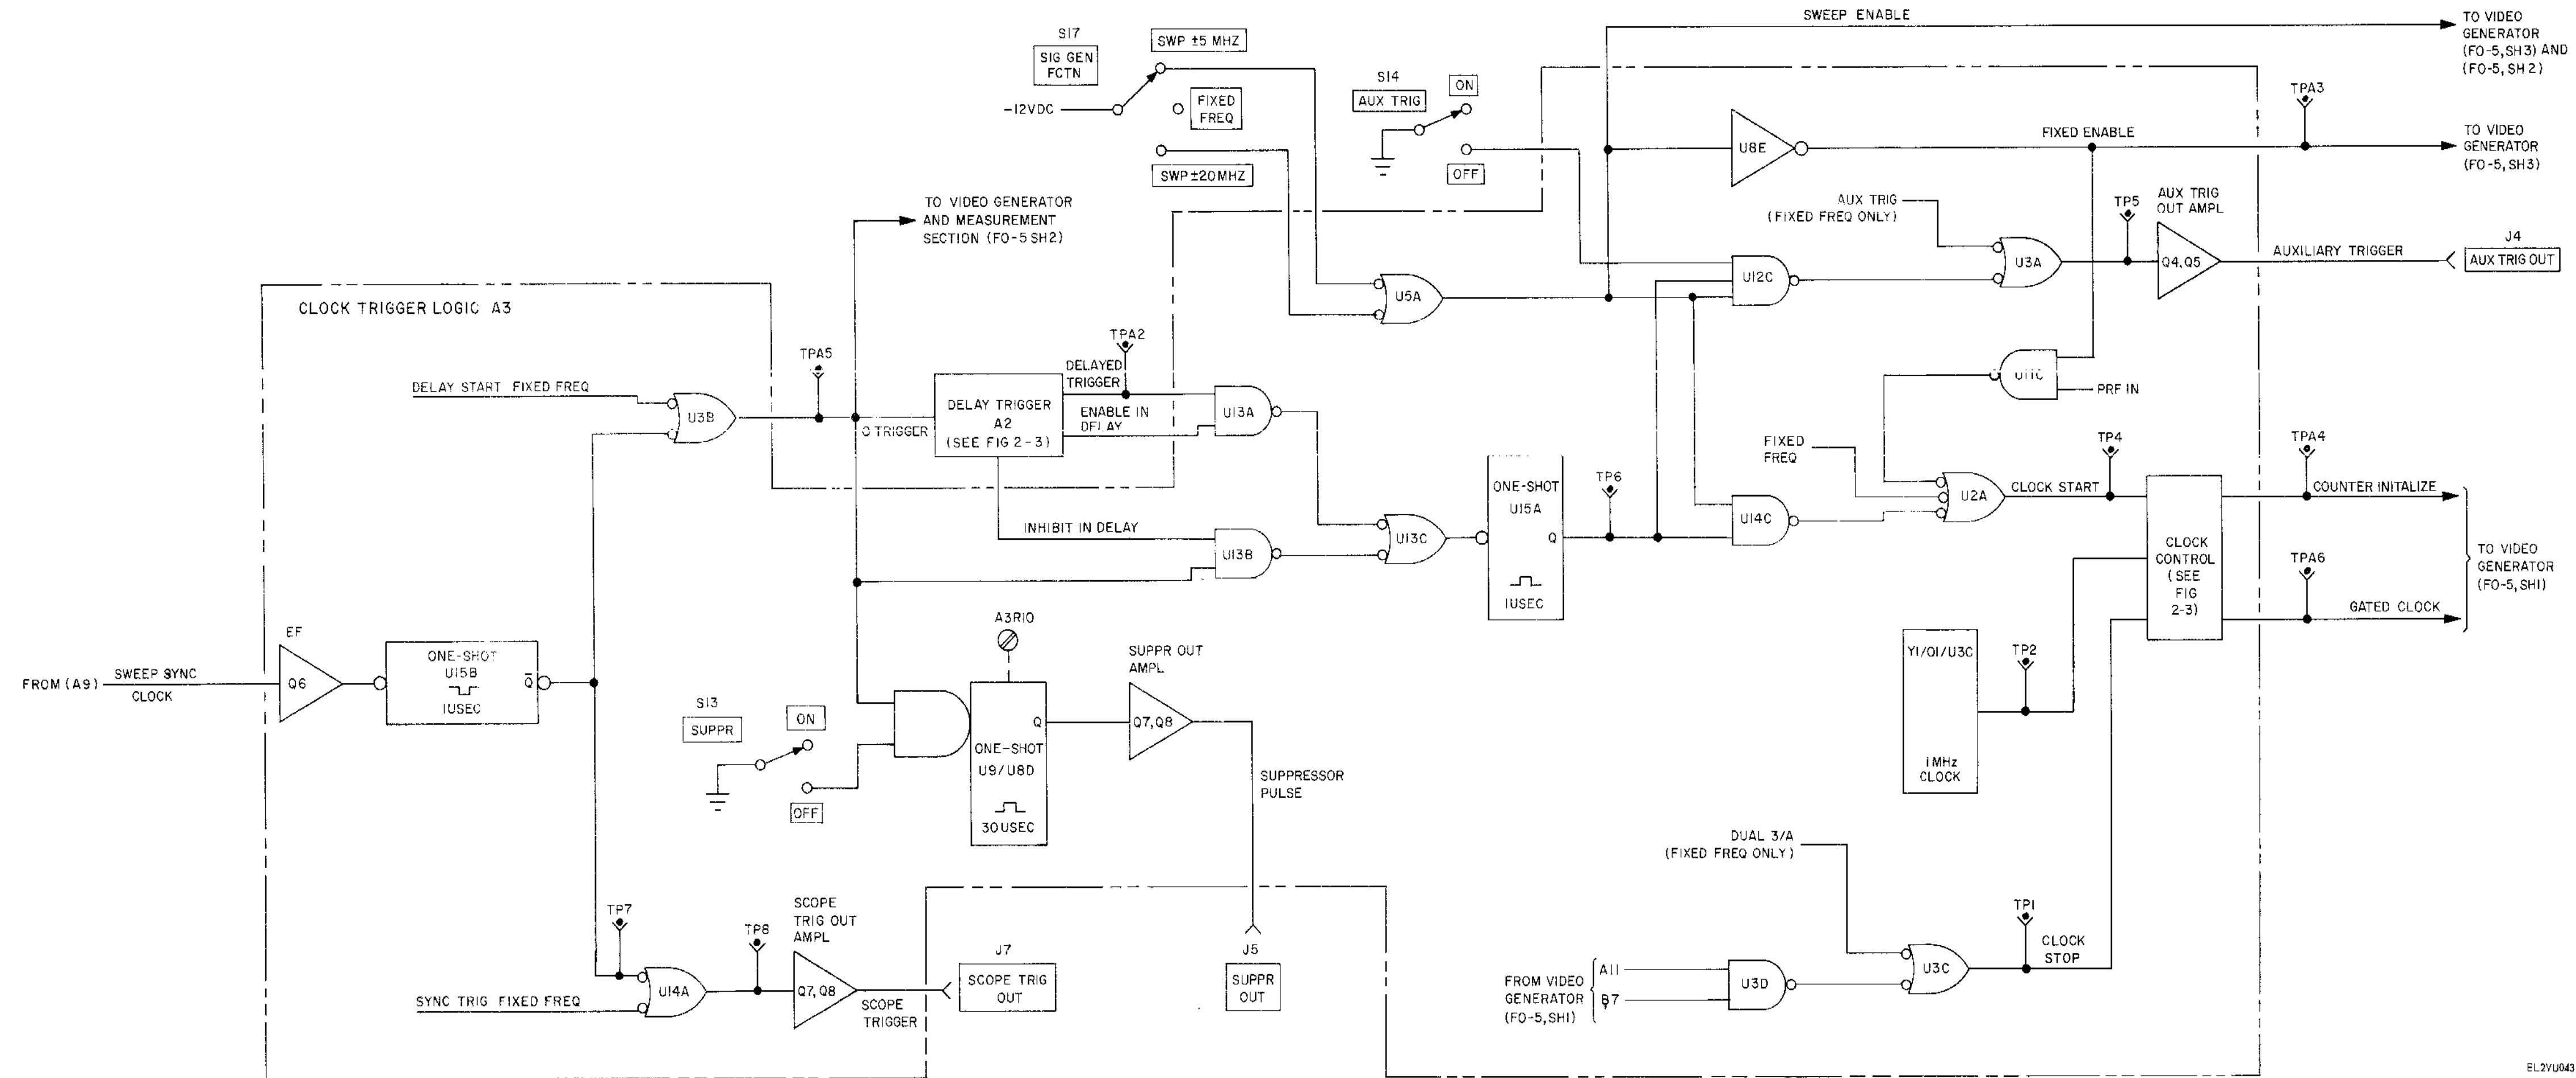 SWEEP ENABLE
TO VIDEO
GENERATOR
(FO-5, SH3) AND
(FO-5, SH2)
S17
SIG GEN
FCTN
SWP ±5 MHZ
-12VDC
FIXED
FREQ
SWP ±20MHZ
S14
AUX TRIG
ON
OFF
U8E
FIXED ENABLE
TPA3
TO VIDEO
GENERATOR
(FO-5, SH3)
TO VIDEO GENERATOR
AND MEASUREMENT
SECTION (FO-5 SH2)
AUX TRIG
(FIXED FREQ ONLY)
TP5
AUX TRIG
OUT AMPL
U3A
Q4, Q5
AUXILIARY TRIGGER
J4
AUX TRIG OUT
U12C
U5A
CLOCK TRIGGER LOGIC A3
TPA5
TPA2
DELAYED
TRIGGER
DELAY START FIXED FREQ
U3B
O TRIGGER
DELAY TRIGGER
A2
(SEE FIG 2-3)
ENABLE IN
DELAY
U13A
U11C
PRF IN
FIXED
FREQ
TP4
TPA4
U2A
CLOCK START
COUNTER INITALIZE
ONE-SHOT
U15A
Q
1USEC
TP6
U14C
INHIBIT IN DELAY
U13B
U13C
CLOCK
CONTROL
(SEE
FIG
2-3)
TPA6
GATED CLOCK
TO VIDEO
GENERATOR
(FO-5, SH1)
A3R10
EF
FROM (A9)
SWEEP SYNC
CLOCK
Q6
ONE-SHOT
U15B
1USEC
Q̅
S13
SUPPR
ON
OFF
Q
ONE-SHOT
U9/U8D
30USEC
SUPPR OUT
AMPL
Q7, Q8
SUPPRESSOR
PULSE
Y1/O1/U3C
1MHz
CLOCK
TP2
DUAL 3/A
(FIXED FREQ ONLY)
TP7
TP8
SCOPE
TRIG OUT
AMPL
U14A
SYNC TRIG FIXED FREQ
Q7, Q8
SCOPE
TRIGGER
J7
SCOPE TRIG
OUT
J5
SUPPR
OUT
FROM VIDEO
GENERATOR
(FO-5, SH1)
A11
B7
U3D
U3C
TP1
CLOCK
STOP
EL2VU043